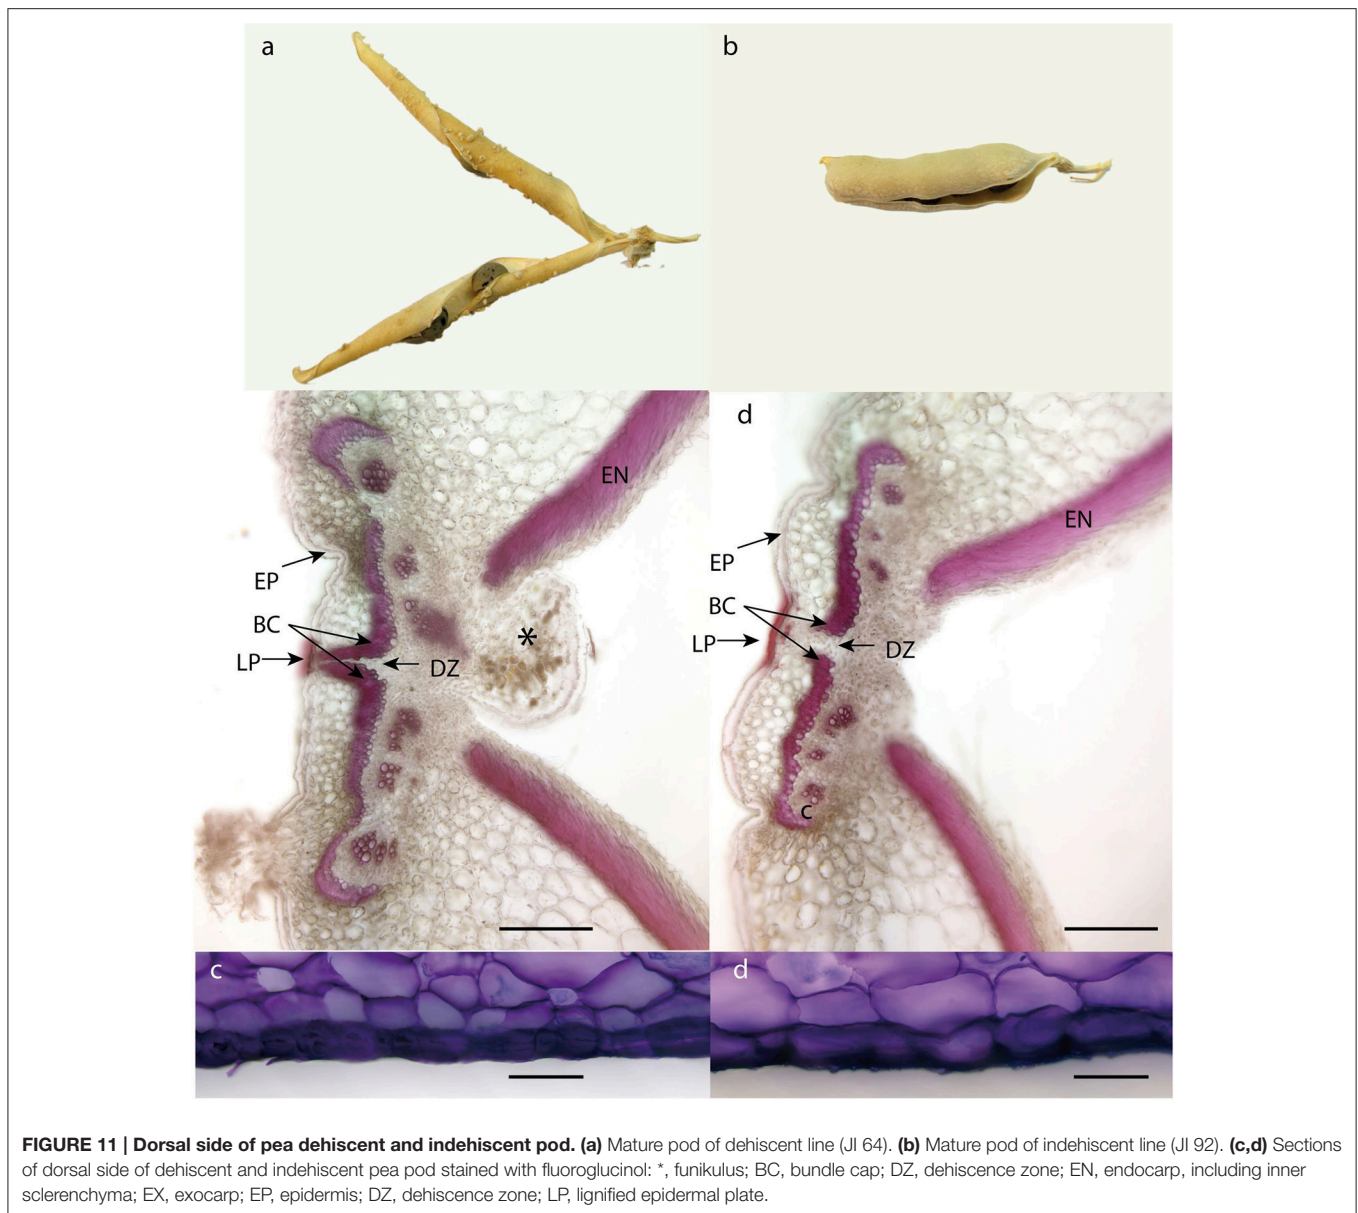 a
b
d
EN
EN
EP
EP
BC
BC
LP
LP
*
DZ
DZ
c
c
d
FIGURE 11 | Dorsal side of pea dehiscent and indehiscent pod. (a) Mature pod of dehiscent line (JI 64). (b) Mature pod of indehiscent line (JI 92). (c,d) Sections
of dorsal side of dehiscent and indehiscent pea pod stained with fluoroglucinol: *, funikulus; BC, bundle cap; DZ, dehiscence zone; EN, endocarp, including inner
sclerenchyma; EX, exocarp; EP, epidermis; DZ, dehiscence zone; LP, lignified epidermal plate.